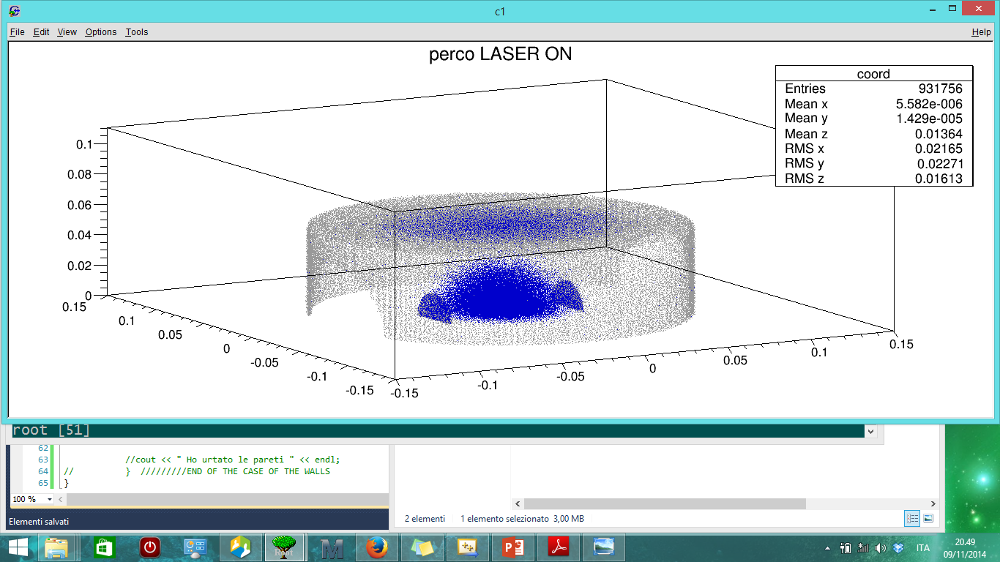 c1
File Edit View Options Tools Help
perco LASER ON
coord
Entries 931756
Mean x 5.582e-006
Mean y 1.429e-005
Mean z 0.01364
RMS x 0.02165
RMS y 0.02271
RMS z 0.01613
0.1
0.08
0.06
0.04
0.02
0
0.15
0.1
0.05
0
-0.05
-0.1
-0.15
-0.15
-0.1
-0.05
0
0.05
0.1
0.15
root [51]
62
63 //cout << " Ho urtato le pareti " << endl;
64 // } /////////END OF THE CASE OF THE WALLS
65 }
100 %
Elementi salvati
2 elementi 1 elemento selezionato 3,00 MB
Root
ITA
20.49
09/11/2014